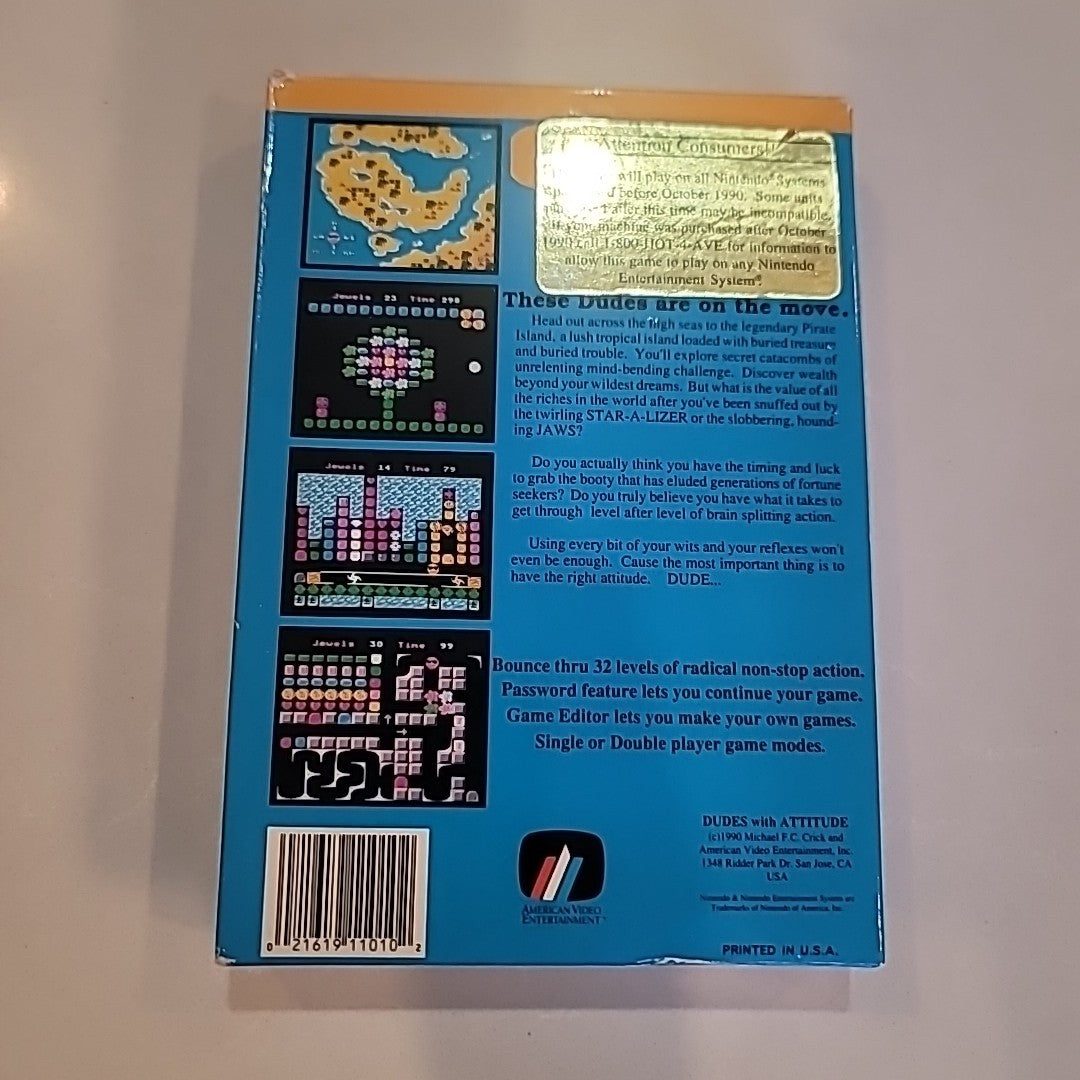 Attention Consumers!
will play on all Nintendo® Systems
before October 1990. Some units
after this time may be incompatible.
If your machine was purchased after October
1990 call 1-800-HOT-4-AVE for information to
allow this game to play on any Nintendo
Entertainment System®.
These Dudes are on the move.
Head out across the high seas to the legendary Pirate
Island, a lush tropical island loaded with buried treasure
and buried trouble. You'll explore secret catacombs of
unrelenting mind-bending challenge. Discover wealth
beyond your wildest dreams. But what is the value of all
the riches in the world after you've been snuffed out by
the twirling STAR-A-LIZER or the slobbering, hound-
ing JAWS?
Do you actually think you have the timing and luck
to grab the booty that has eluded generations of fortune
seekers? Do you truly believe you have what it takes to
get through level after level of brain splitting action.
Using every bit of your wits and your reflexes won't
even be enough. Cause the most important thing is to
have the right attitude. DUDE...
Bounce thru 32 levels of radical non-stop action.
Password feature lets you continue your game.
Game Editor lets you make your own games.
Single or Double player game modes.
Jewels 23 Time 298
Jewels 14 Time 79
Jewels 30 Time 99
DUDES with ATTITUDE
(c)1990 Michael F.C. Crick and
American Video Entertainment, Inc.
1348 Ridder Park Dr. San Jose, CA
USA
Nintendo & Nintendo Entertainment System are
Trademarks of Nintendo of America, Inc.
AMERICAN VIDEO
ENTERTAINMENT™
0 21619 11010 2
PRINTED IN U.S.A.